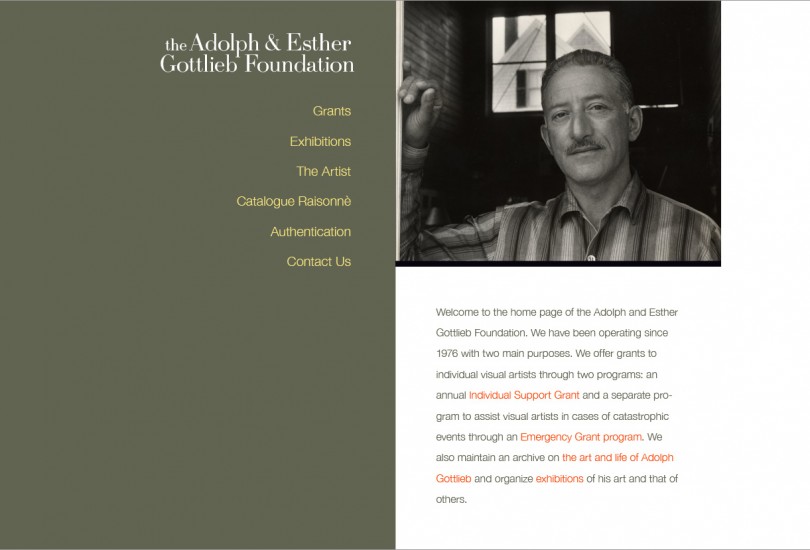 the Adolph & Esther
Gottlieb Foundation
Grants
Exhibitions
The Artist
Catalogue Raisonnè
Authentication
Contact Us
Welcome to the home page of the Adolph and Esther
Gottlieb Foundation. We have been operating since
1976 with two main purposes. We offer grants to
individual visual artists through two programs: an
annual Individual Support Grant and a separate pro-
gram to assist visual artists in cases of catastrophic
events through an Emergency Grant program. We
also maintain an archive on the art and life of Adolph
Gottlieb and organize exhibitions of his art and that of
others.